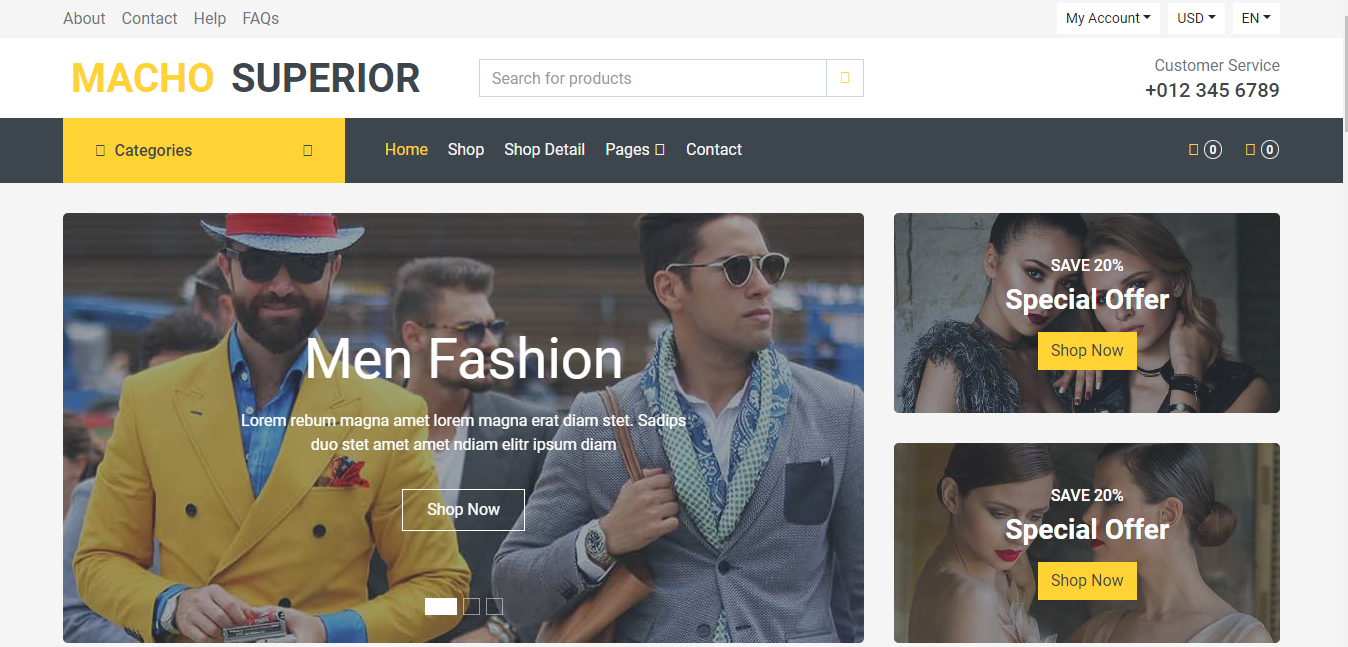 About Contact Help FAQs My Account USD EN
MACHO SUPERIOR
Search for products
Customer Service
+012 345 6789
Categories
Home Shop Shop Detail Pages Contact 0 0
Men Fashion
Lorem rebum magna amet lorem magna erat diam stet. Sadips
duo stet amet amet ndiam elitr ipsum diam
Shop Now
SAVE 20%
Special Offer
Shop Now
SAVE 20%
Special Offer
Shop Now